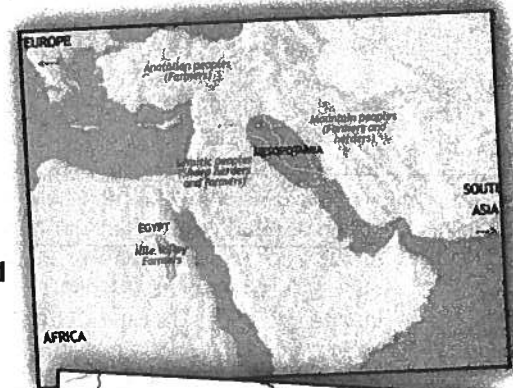 EUROPE
Anatolian peoples
(Farmers)
Mountain peoples
(Farmers and
herders)
MESOPOTAMIA
Semitic peoples
(sheep herders
and Farmers)
SOUTH
ASIA
EGYPT
Nile Valley
Farmers
AFRICA
1